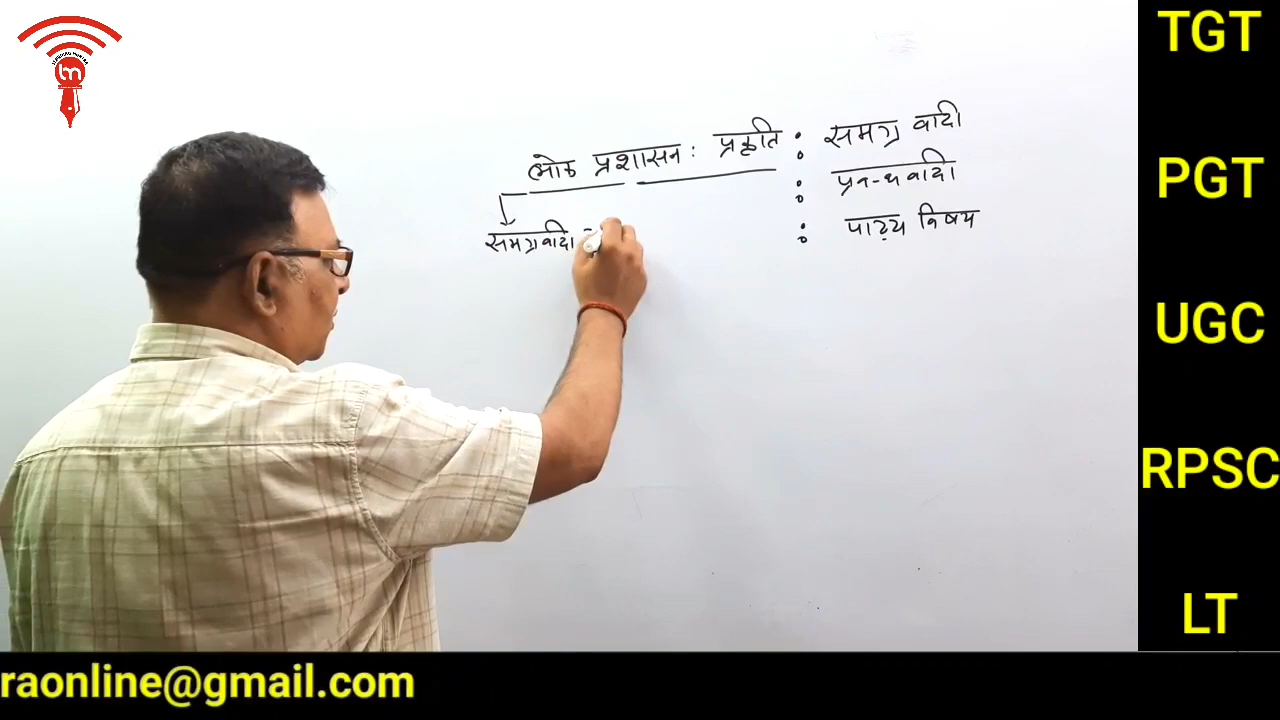 लोक प्रशासन : प्रकृति : समग्र वादी
: प्रबन्धवादी
: पाठ्य विषय
समग्रवादी
TGT
PGT
UGC
RPSC
LT
raonline@gmail.com